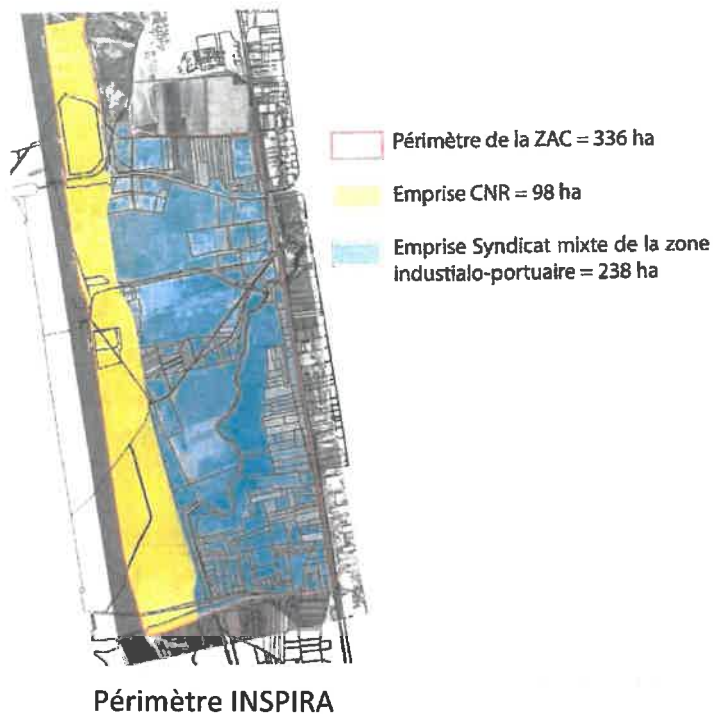 Périmètre de la ZAC = 336 ha
Emprise CNR = 98 ha
Emprise Syndicat mixte de la zone
industialo-portuaire = 238 ha
Périmètre INSPIRA